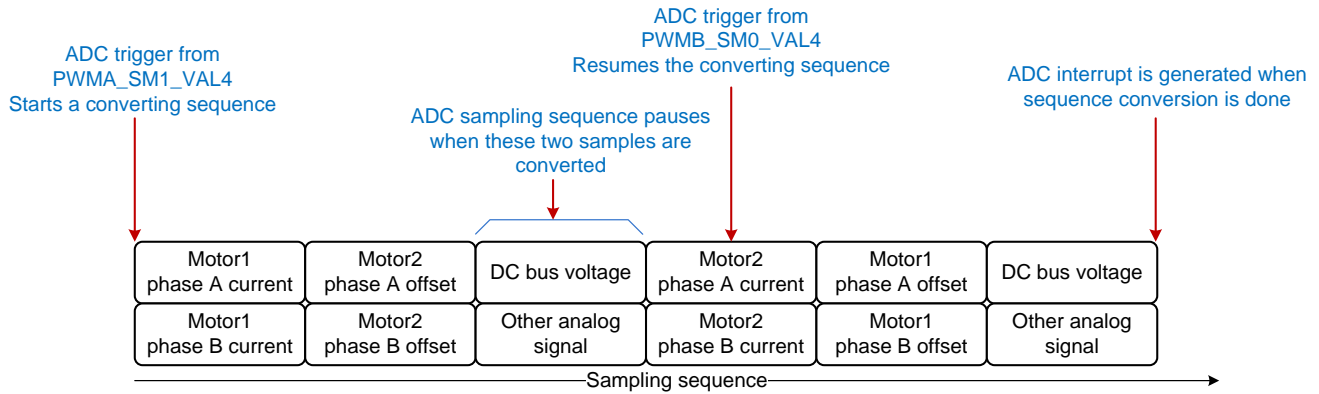 ADC trigger from
PWMA_SM1_VAL4
Starts a converting sequence
ADC sampling sequence pauses
when these two samples are
converted
ADC trigger from
PWMB_SM0_VAL4
Resumes the converting sequence
ADC interrupt is generated when
sequence conversion is done
Motor1
phase A current
Motor2
phase A offset
DC bus voltage
Motor2
phase A current
Motor1
phase A offset
DC bus voltage
Motor1
phase B current
Motor2
phase B offset
Other analog
signal
Motor2
phase B current
Motor1
phase B offset
Other analog
signal
Sampling sequence